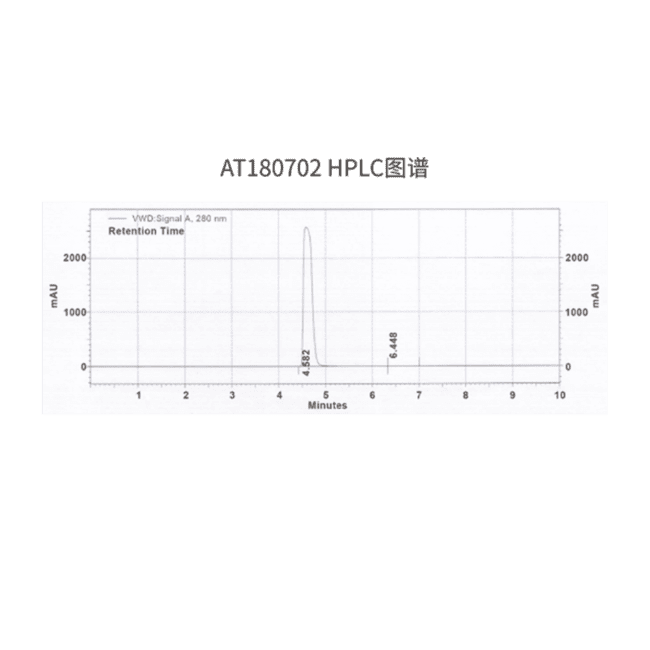 AT180702 HPLC图谱
VWD:Signal A, 280 nm
Retention Time
2000
2000
mAU
mAU
1000
1000
6.448
4.582
0
0
1 2 3 4 5 6 7 8 9 10
Minutes